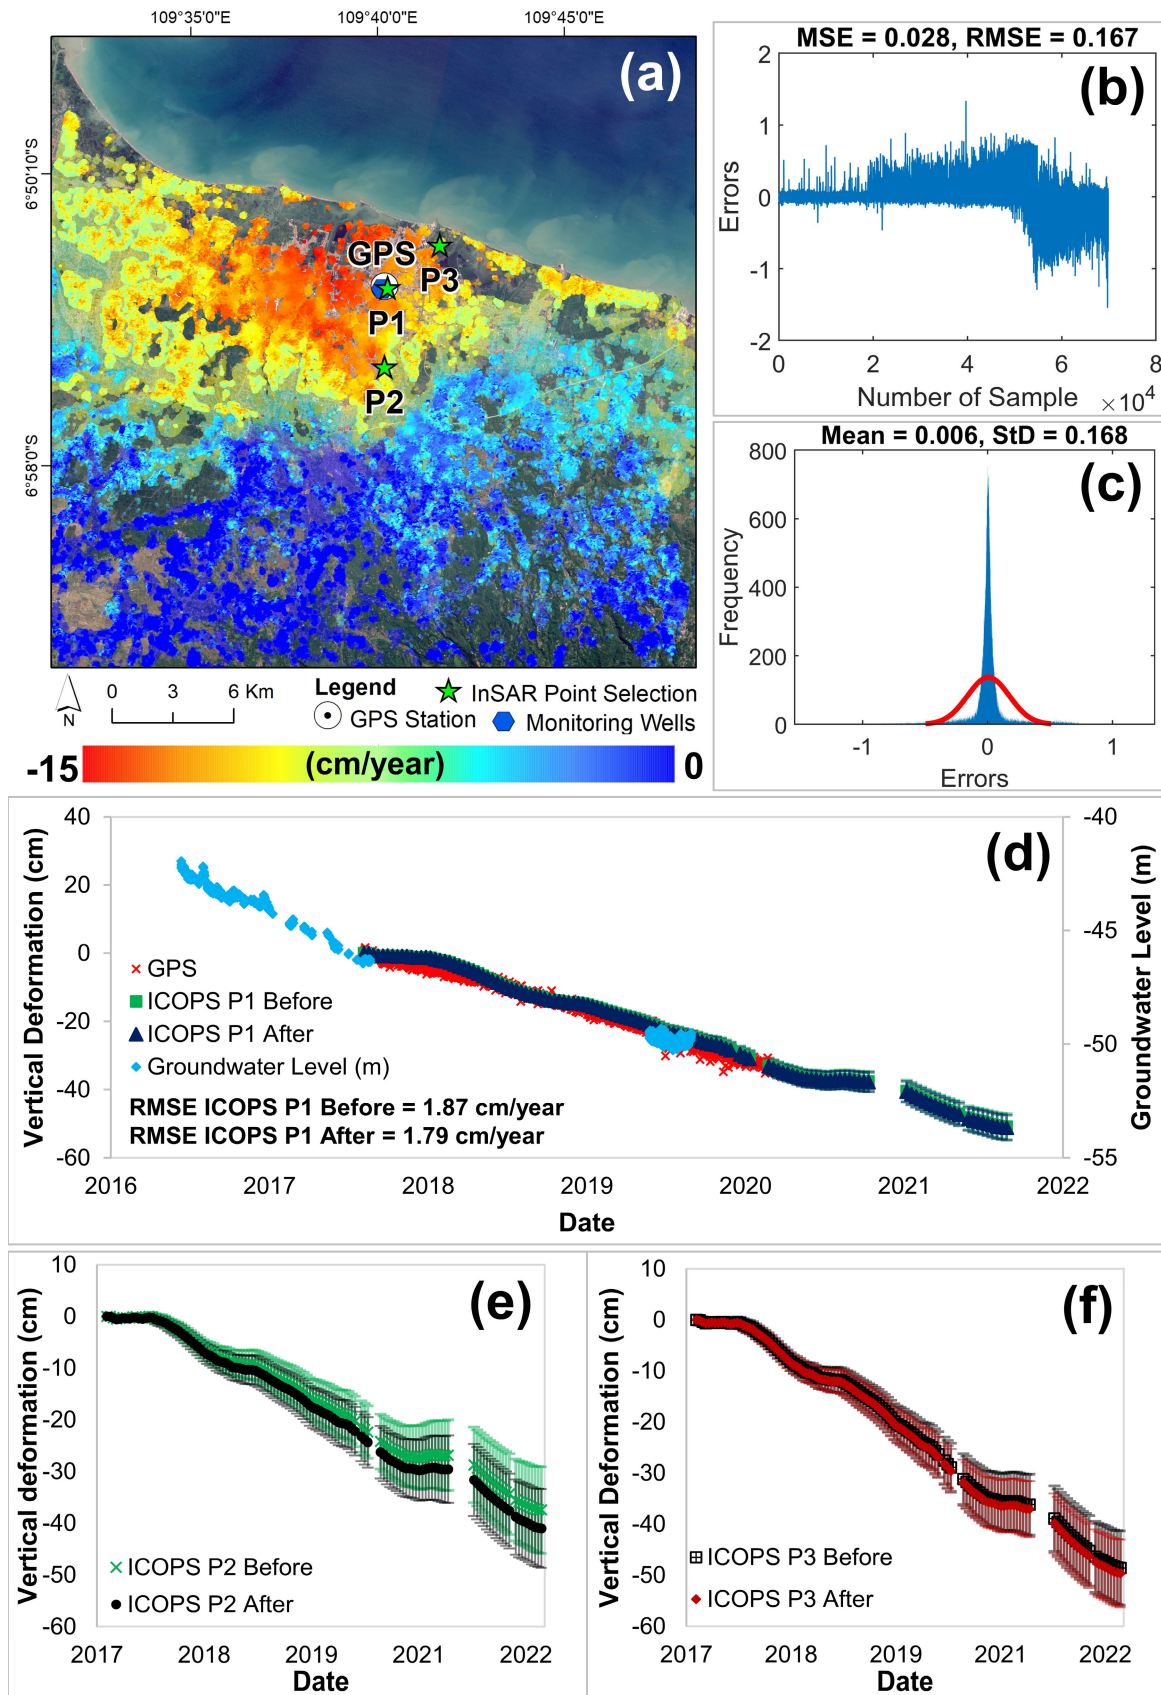 109°35'0"E 109°40'0"E 109°45'0"E
6°50'10"S
6°58'0"S
(a)
GPS
P3
P1
P2
N
0 3 6 Km
Legend
InSAR Point Selection
GPS Station
Monitoring Wells
-15 (cm/year) 0
MSE = 0.028, RMSE = 0.167
(b)
Errors
2
1
0
-1
-2
0 2 4 6 8
Number of Sample ×10⁴
Mean = 0.006, StD = 0.168
(c)
Frequency
800
600
400
200
0
-1 0 1
Errors
(d)
Vertical Deformation (cm)
40
20
0
-20
-40
-60
Groundwater Level (m)
-40
-45
-50
-55
GPS
ICOPS P1 Before
ICOPS P1 After
Groundwater Level (m)
RMSE ICOPS P1 Before = 1.87 cm/year
RMSE ICOPS P1 After = 1.79 cm/year
2016 2017 2018 2019 2020 2021 2022
Date
(e)
Vertical deformation (cm)
10
0
-10
-20
-30
-40
-50
-60
ICOPS P2 Before
ICOPS P2 After
2017 2018 2019 2021 2022
Date
(f)
Vertical Deformation (cm)
10
0
-10
-20
-30
-40
-50
-60
ICOPS P3 Before
ICOPS P3 After
2017 2018 2019 2021 2022
Date